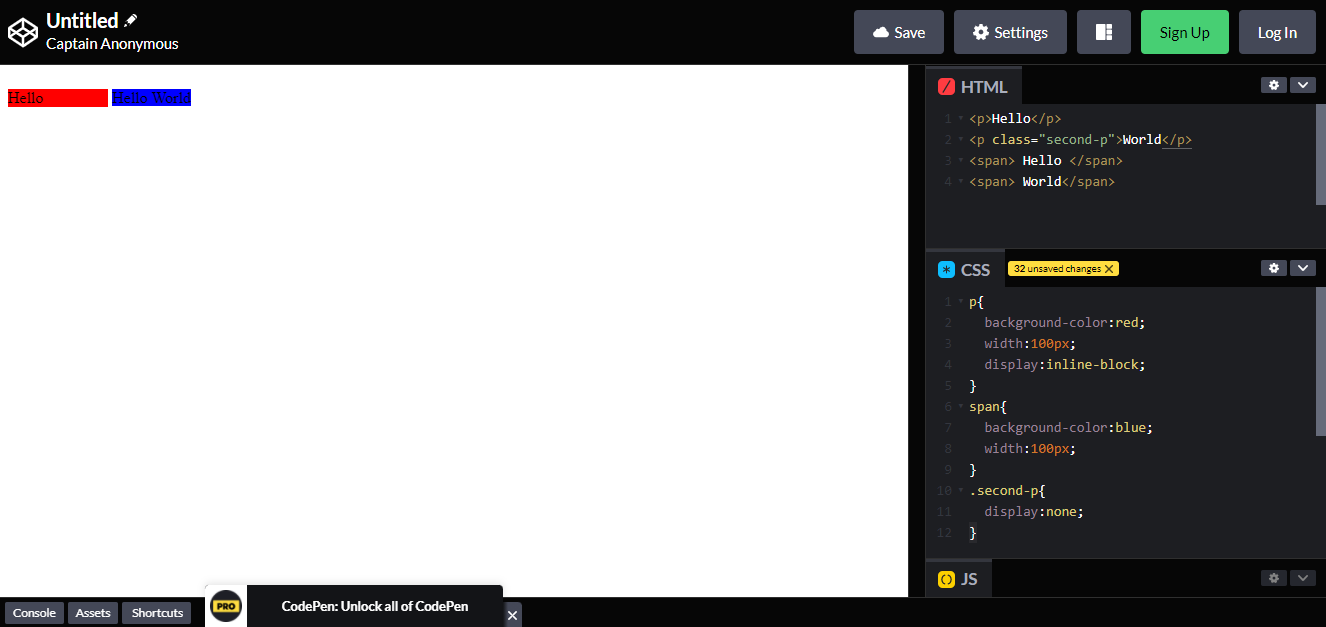 Untitled
Captain Anonymous
Save
Settings
Sign Up
Log In
Hello Hello World
HTML
1 <p>Hello</p>
2 <p class="second-p">World</p>
3 <span> Hello </span>
4 <span> World</span>
CSS
32 unsaved changes X
1 p{
2 background-color:red;
3 width:100px;
4 display:inline-block;
5 }
6 span{
7 background-color:blue;
8 width:100px;
9 }
10 .second-p{
11 display:none;
12 }
JS
Console
Assets
Shortcuts
PRO
CodePen: Unlock all of CodePen